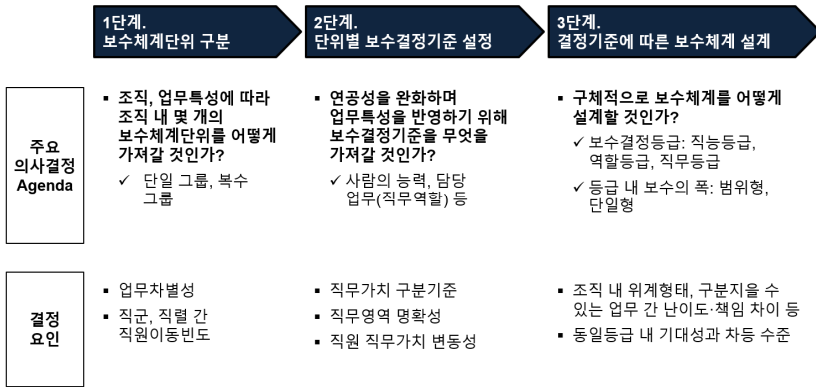 1단계.
보수체계단위 구분
2단계.
단위별 보수결정기준 설정
3단계.
결정기준에 따른 보수체계 설계
주요
의사결정
Agenda
▪ 조직, 업무특성에 따라
조직 내 몇 개의
보수체계단위를 어떻게
가져갈 것인가?
✓ 단일 그룹, 복수
그룹
▪ 연공성을 완화하며
업무특성을 반영하기 위해
보수결정기준을 무엇을
가져갈 것인가?
✓ 사람의 능력, 담당
업무(직무역할) 등
▪ 구체적으로 보수체계를 어떻게
설계할 것인가?
✓ 보수결정등급: 직능등급,
역할등급, 직무등급
✓ 등급 내 보수의 폭: 범위형,
단일형
결정
요인
▪ 업무차별성
▪ 직군, 직렬 간
직원이동빈도
▪ 직무가치 구분기준
▪ 직무영역 명확성
▪ 직원 직무가치 변동성
▪ 조직 내 위계형태, 구분지을 수
있는 업무 간 난이도·책임 차이 등
▪ 동일등급 내 기대성과 차등 수준